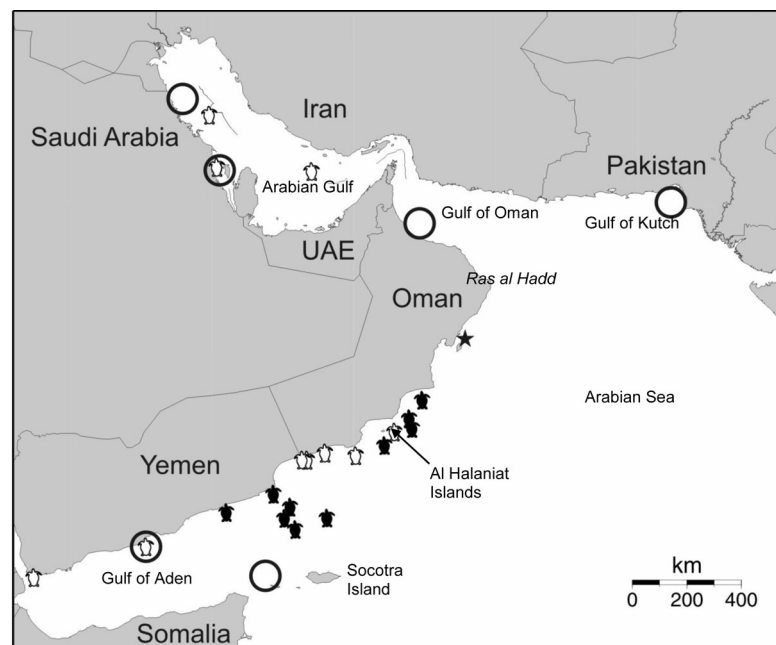 Iran
Saudi Arabia
Arabian Gulf
Pakistan
Gulf of Oman
Gulf of Kutch
UAE
Ras al Hadd
Oman
Arabian Sea
Yemen
Al Halaniat
Islands
Gulf of Aden
Socotra
Island
km
0 200 400
Somalia